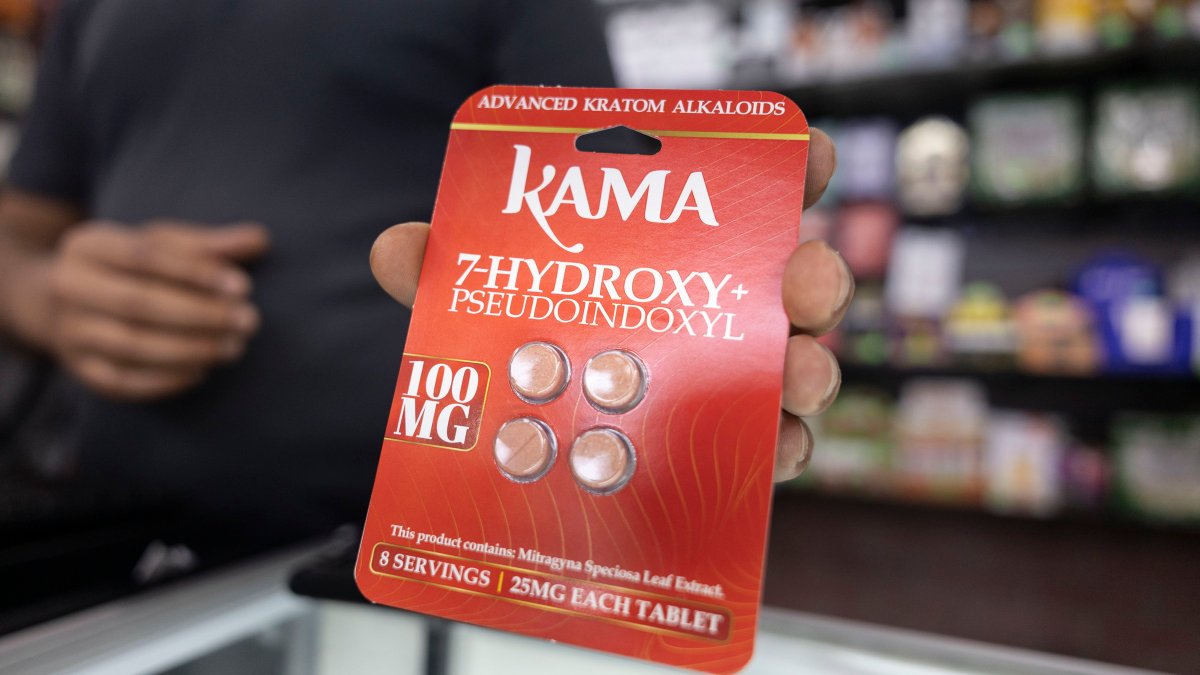 ADVANCED KRATOM ALKALOIDS
KAMA
7-HYDROXY+
PSEUDOINDOXYL
100
MG
This product contains: Mitragyna Speciosa Leaf Extract.
8 SERVINGS | 25MG EACH TABLET